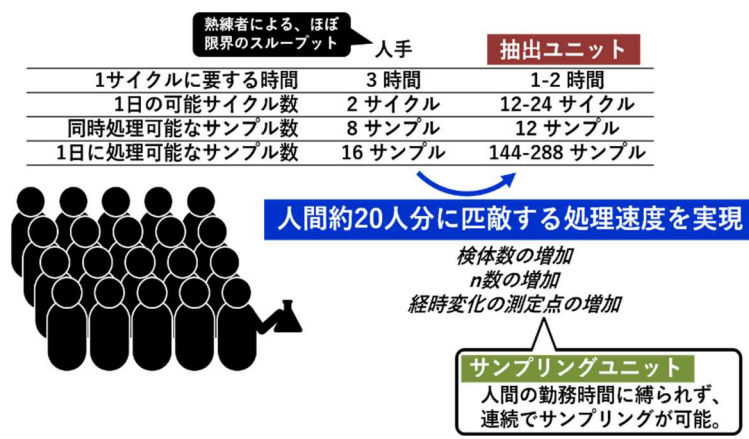 熟練者による、ほぼ
限界のスループット
人手 抽出ユニット
1サイクルに要する時間 3 時間 1-2 時間
1日の可能サイクル数 2 サイクル 12-24 サイクル
同時処理可能なサンプル数 8 サンプル 12 サンプル
1日に処理可能なサンプル数 16 サンプル 144-288 サンプル
人間約20人分に匹敵する処理速度を実現
検体数の増加
n数の増加
経時変化の測定点の増加
サンプリングユニット
人間の勤務時間に縛られず、
連続でサンプリングが可能。